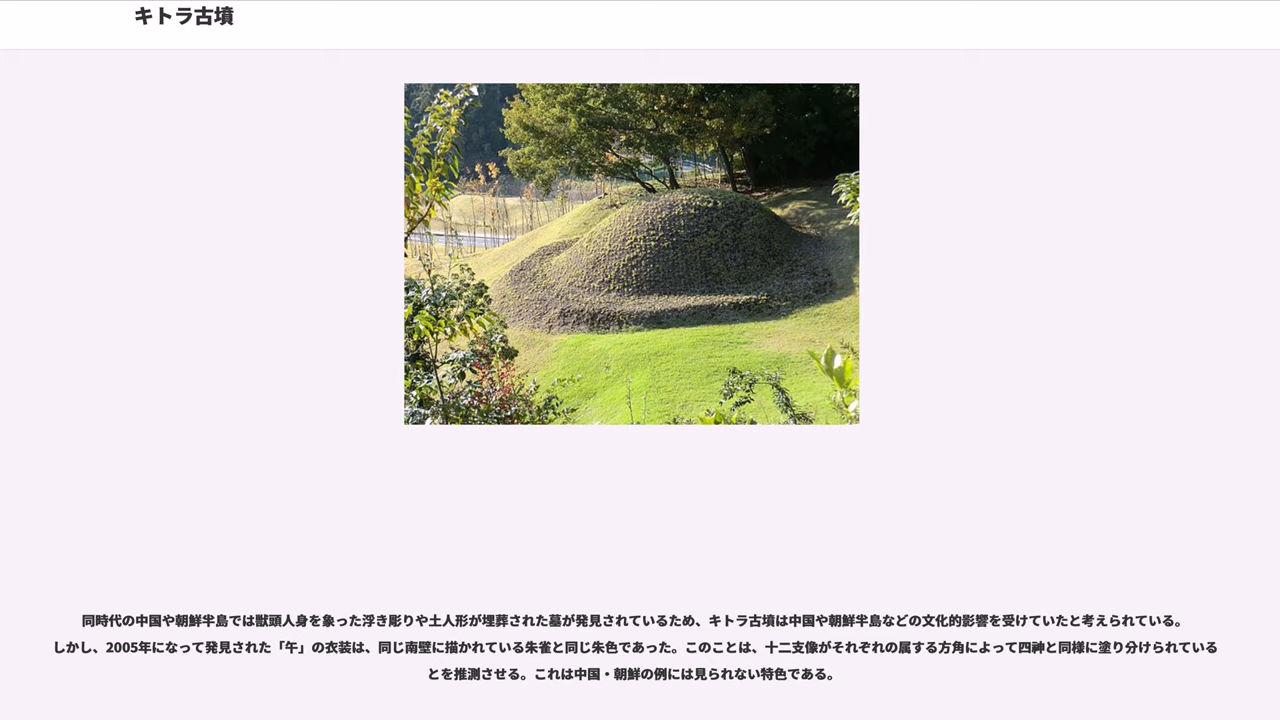 キトラ古墳
同時代の中国や朝鮮半島では獣頭人身を象った浮き彫りや土人形が埋葬された墓が発見されているため、キトラ古墳は中国や朝鮮半島などの文化的影響を受けていたと考えられている。
しかし、2005年になって発見された「午」の衣装は、同じ南壁に描かれている朱雀と同じ朱色であった。このことは、十二支像がそれぞれの属する方角によって四神と同様に塗り分けられている
とを推測させる。これは中国・朝鮮の例には見られない特色である。